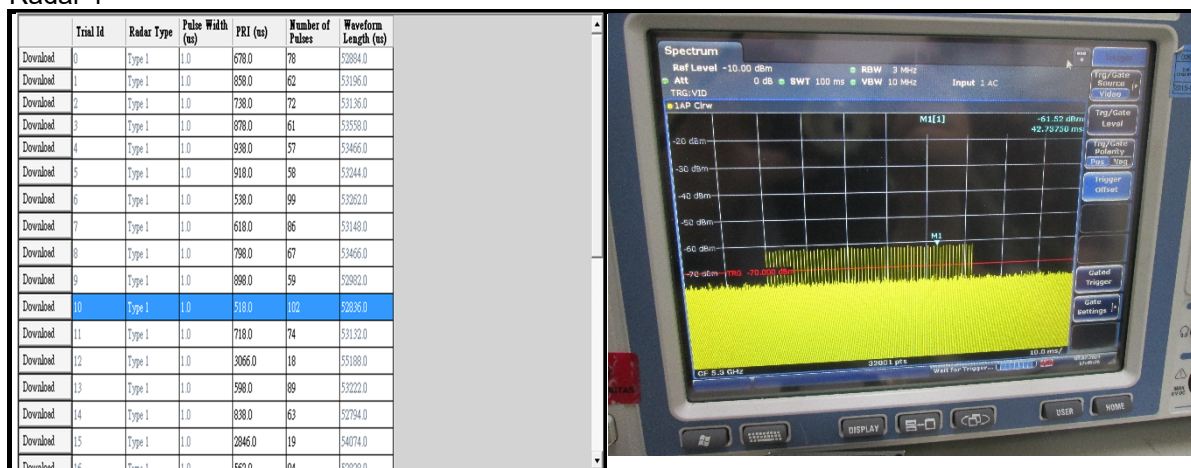 Trial Id Radar Type Pulse Width (us) PRI (us) Number of Pulses Waveform Length (us)
Download 0 Type 1 1.0 678.0 78 52884.0
Download 1 Type 1 1.0 858.0 62 53196.0
Download 2 Type 1 1.0 738.0 72 53136.0
Download 3 Type 1 1.0 878.0 61 53558.0
Download 4 Type 1 1.0 938.0 57 53466.0
Download 5 Type 1 1.0 918.0 58 53244.0
Download 6 Type 1 1.0 538.0 99 53262.0
Download 7 Type 1 1.0 618.0 86 53148.0
Download 8 Type 1 1.0 798.0 67 53466.0
Download 9 Type 1 1.0 898.0 59 52982.0
Download 10 Type 1 1.0 518.0 102 52836.0
Download 11 Type 1 1.0 718.0 74 53132.0
Download 12 Type 1 1.0 3066.0 18 55188.0
Download 13 Type 1 1.0 598.0 89 53222.0
Download 14 Type 1 1.0 838.0 63 52794.0
Download 15 Type 1 1.0 2846.0 19 54074.0
Spectrum
Ref Level -10.00 dBm RBW 3 MHz
Att 0 dB SWT 100 ms VBW 10 MHz Input 1 AC
TRG:VID
1AP Clrw
M1[1] -61.52 dBm
42.73750 ms
-20 dBm
-30 dBm
-40 dBm
-50 dBm
-60 dBm
M1
-70 dBm TRG -70.000 dBm
CF 5.3 GHz 32001 pts 10.0 ms/
Wait for Trigger...
Trg/Gate Source
Video
Trg/Gate Level
Trg/Gate Polarity
Pos Neg
Trigger Offset
Gated Trigger
Gate Settings
DISPLAY
USER
HOME